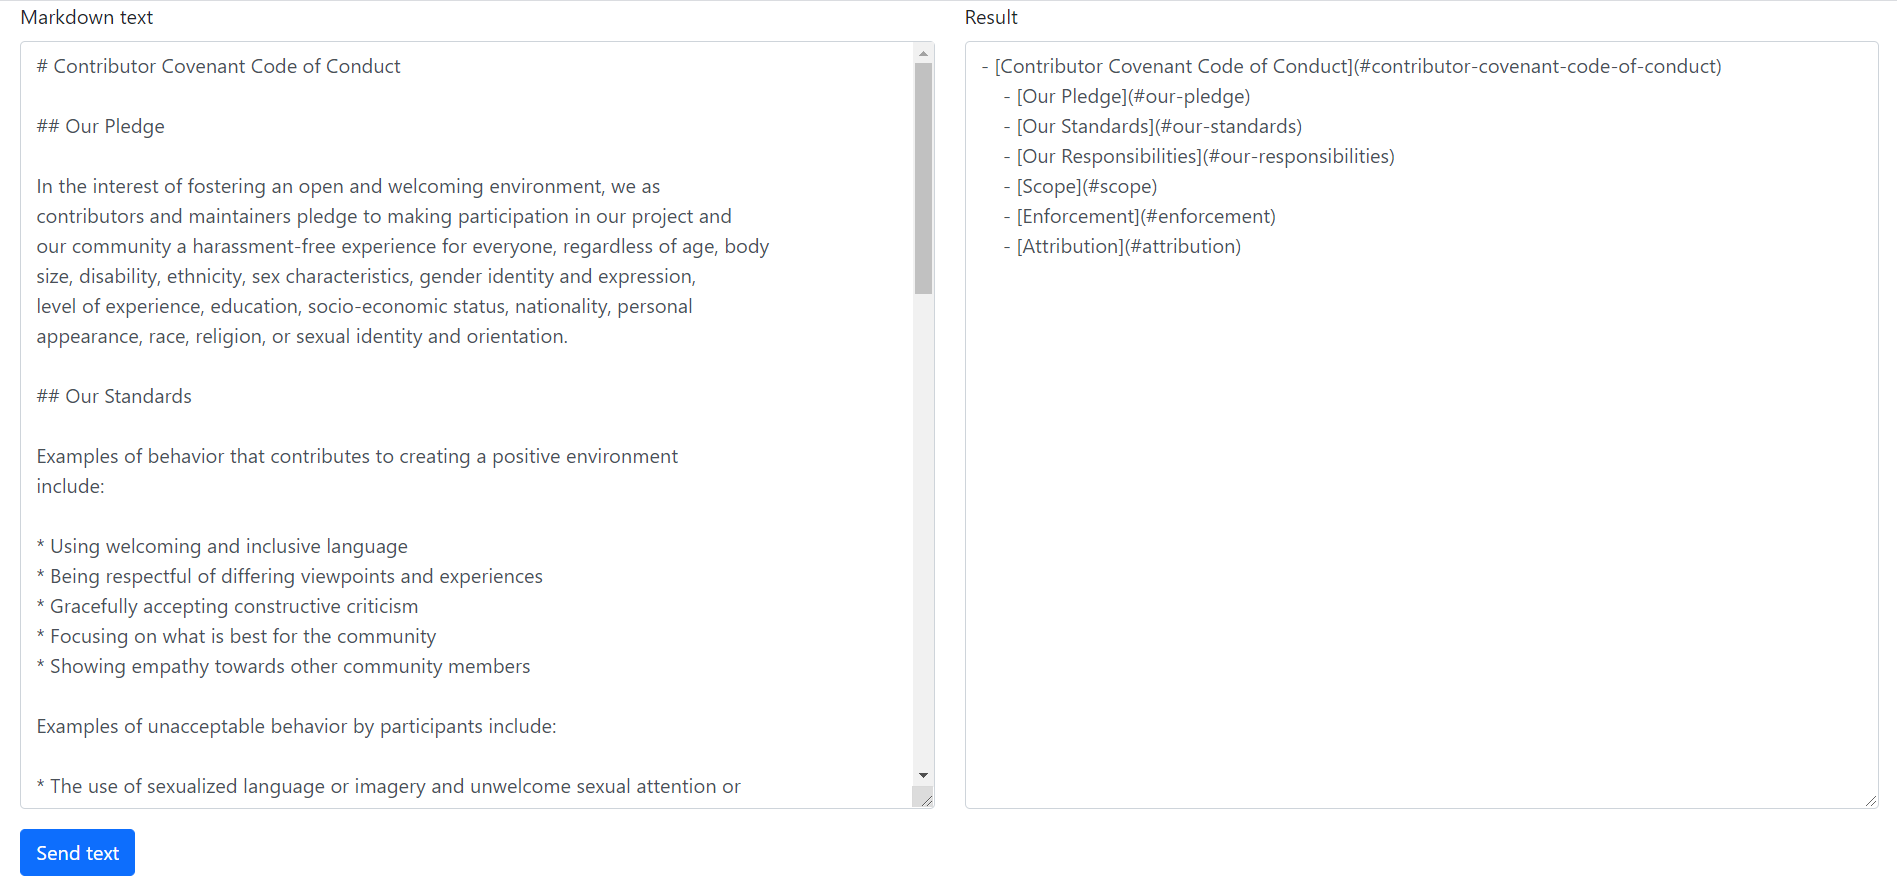 Markdown text
# Contributor Covenant Code of Conduct
## Our Pledge
In the interest of fostering an open and welcoming environment, we as
contributors and maintainers pledge to making participation in our project and
our community a harassment-free experience for everyone, regardless of age, body
size, disability, ethnicity, sex characteristics, gender identity and expression,
level of experience, education, socio-economic status, nationality, personal
appearance, race, religion, or sexual identity and orientation.
## Our Standards
Examples of behavior that contributes to creating a positive environment
include:
* Using welcoming and inclusive language
* Being respectful of differing viewpoints and experiences
* Gracefully accepting constructive criticism
* Focusing on what is best for the community
* Showing empathy towards other community members
Examples of unacceptable behavior by participants include:
* The use of sexualized language or imagery and unwelcome sexual attention or
Send text
Result
- [Contributor Covenant Code of Conduct](#contributor-covenant-code-of-conduct)
    - [Our Pledge](#our-pledge)
    - [Our Standards](#our-standards)
    - [Our Responsibilities](#our-responsibilities)
    - [Scope](#scope)
    - [Enforcement](#enforcement)
    - [Attribution](#attribution)